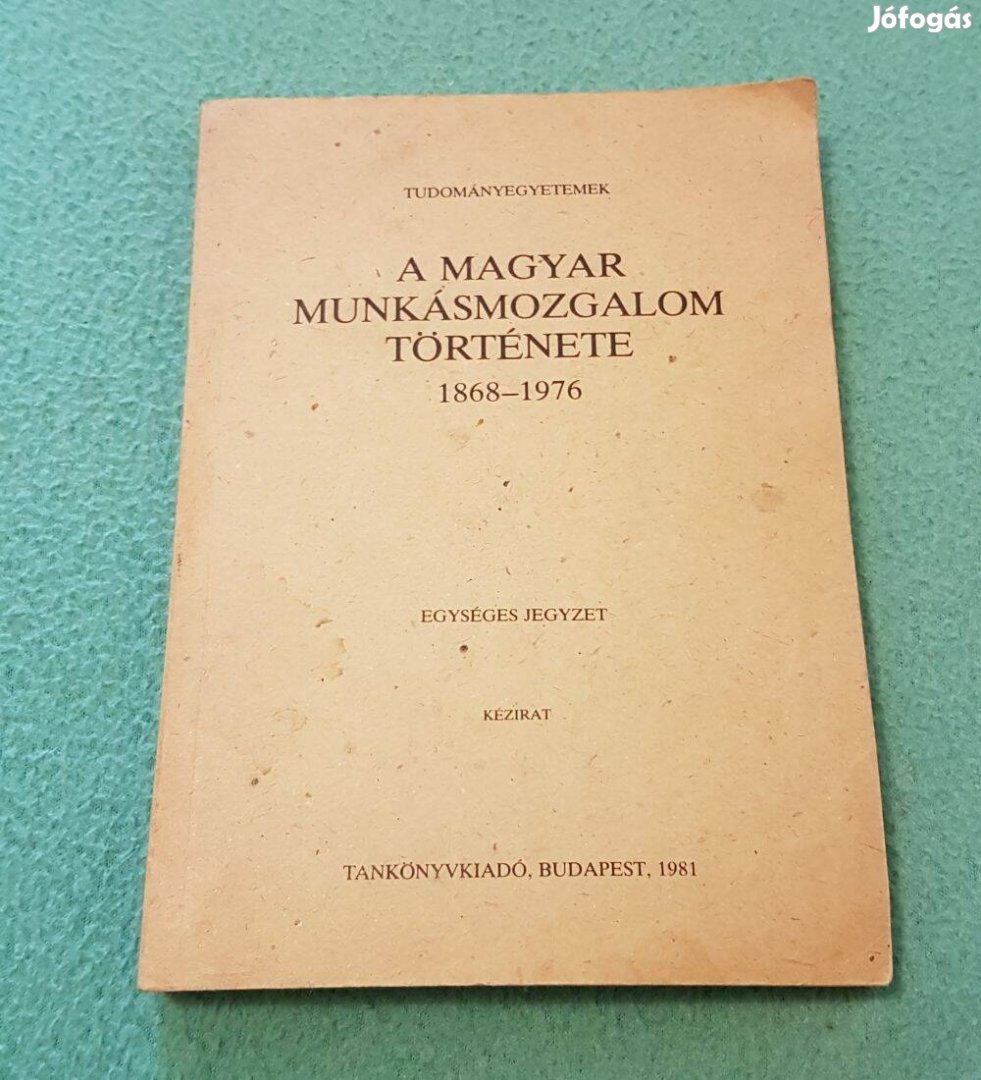 Jófogás
TUDOMÁNYEGYETEMEK
A MAGYAR
MUNKÁSMOZGALOM
TÖRTÉNETE
1868–1976
EGYSÉGES JEGYZET
KÉZIRAT
TANKÖNYVKIADÓ, BUDAPEST, 1981